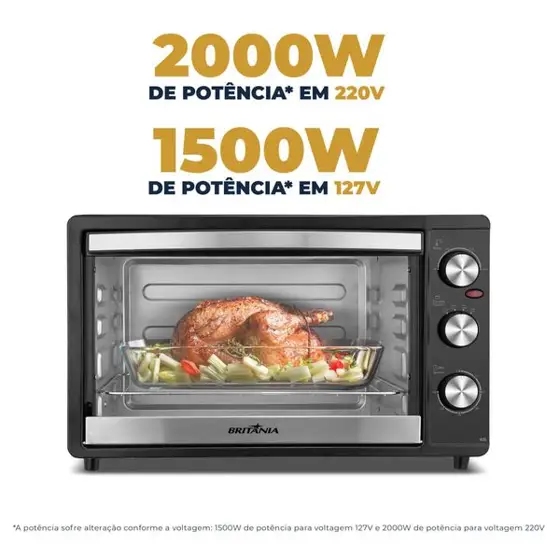 2000W
DE POTÊNCIA* EM 220V
1500W
DE POTÊNCIA* EM 127V
BRITÂNIA
*A potência sofre alteração conforme a voltagem: 1500W de potência para voltagem 127V e 2000W de potência para voltagem 220V